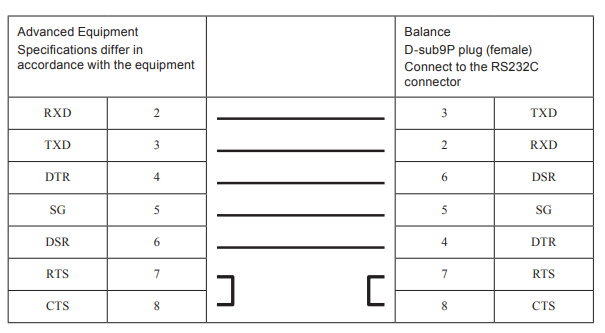 Advanced Equipment
Specifications differ in
accordance with the equipment
Balance
D-sub9P plug (female)
Connect to the RS232C
connector
RXD 2 3 TXD
TXD 3 2 RXD
DTR 4 6 DSR
SG 5 5 SG
DSR 6 4 DTR
RTS 7 7 RTS
CTS 8 8 CTS